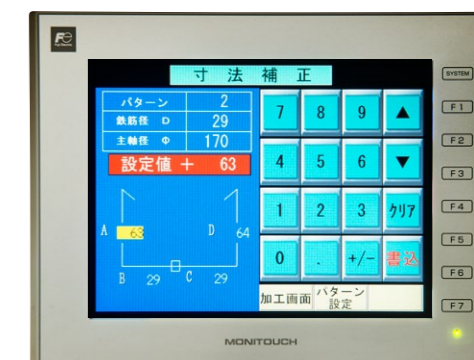 Fe
Fuji Electric
寸法補正
パターン 2
鉄筋径 D 29
主軸径 Φ 170
設定値 + 63
A 63 D 64
B 29 C 29
7 8 9 ▲
4 5 6 ▼
1 2 3 クリア
0 . +/- 書込
加工画面 パターン
設定
SYSTEM
F1
F2
F3
F4
F5
F6
F7
MONITOUCH